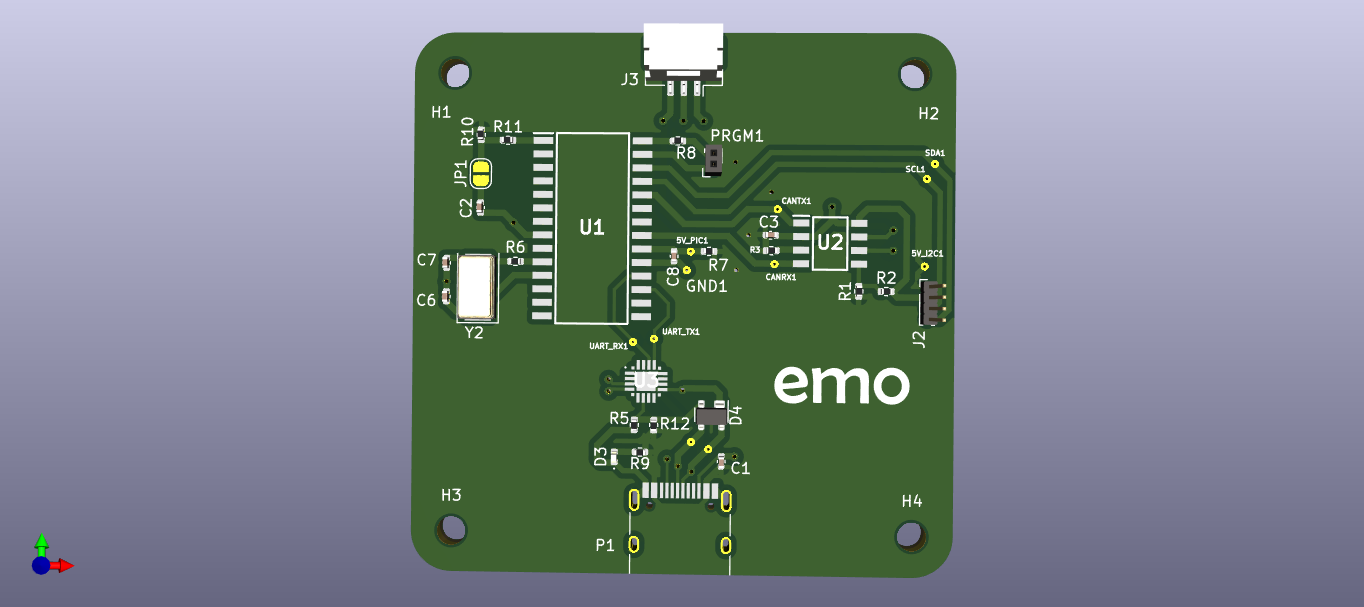 J3
H1
H2
R10
R11
PRGM1
R8
SDA1
SCL1
JP1
C2
CANTX1
C3
U1
U2
R6
5V_PIC1
R3
5V_I2C1
C7
C8
R7
CANRX1
GND1
R1
R2
C6
Y2
J2
UART_RX1
UART_TX1
U3
emo
R5
R12
D4
D3
R9
C1
H3
H4
P1